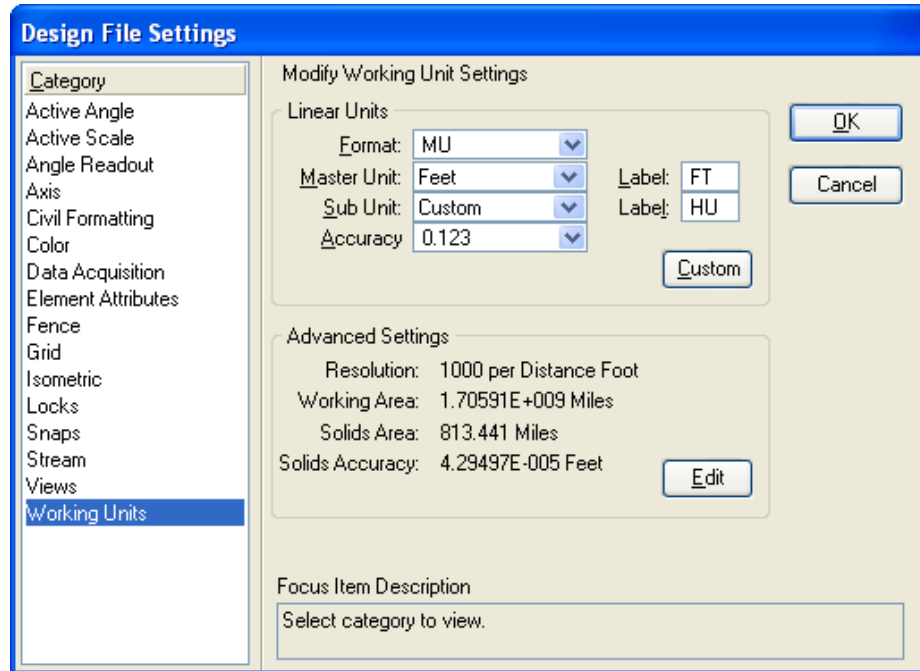 Design File Settings
Category
Active Angle
Active Scale
Angle Readout
Axis
Civil Formatting
Color
Data Acquisition
Element Attributes
Fence
Grid
Isometric
Locks
Snaps
Stream
Views
Working Units
Modify Working Unit Settings
Linear Units
Format: MU
Master Unit: Feet Label: FT
Sub Unit: Custom Label: HU
Accuracy 0.123
Custom
Advanced Settings
Resolution: 1000 per Distance Foot
Working Area: 1.70591E+009 Miles
Solids Area: 813.441 Miles
Solids Accuracy: 4.29497E-005 Feet
Edit
Focus Item Description
Select category to view.
OK
Cancel